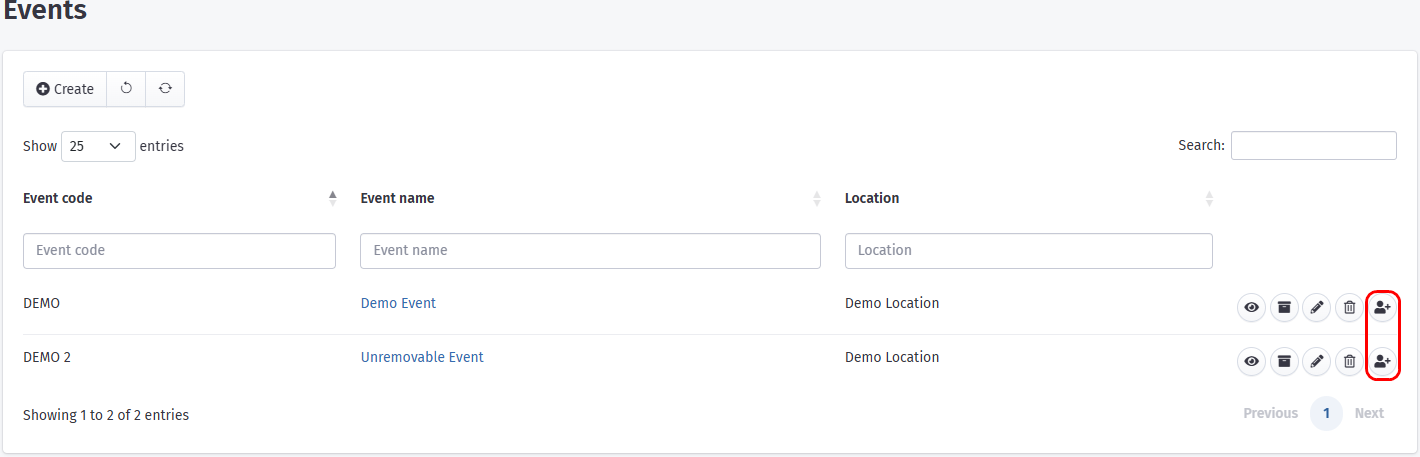 Events
Create
Show 25 entries
Search:
Event code Event name Location
Event code Event name Location
DEMO Demo Event Demo Location
DEMO 2 Unremovable Event Demo Location
Showing 1 to 2 of 2 entries
Previous 1 Next